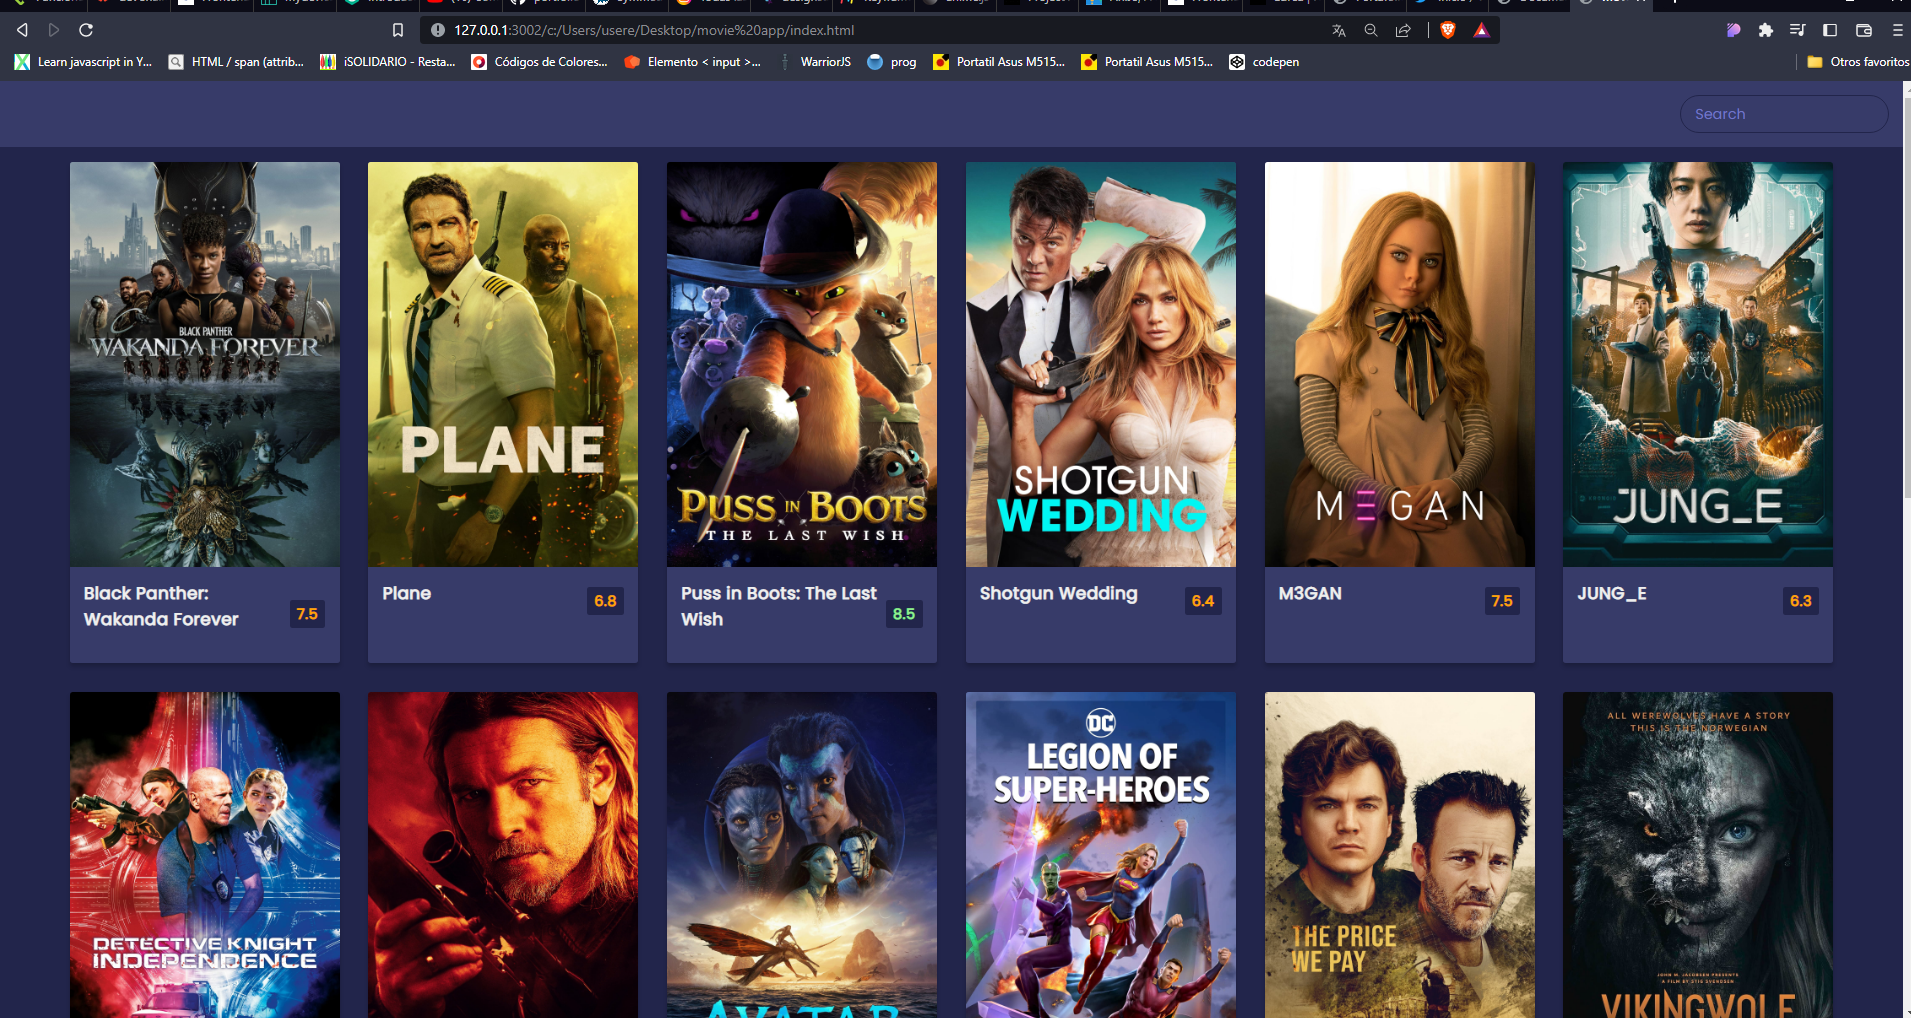 127.0.0.1:3002/c:/Users/usere/Desktop/movie%20app/index.html
Learn javascript in Y...
HTML / span (attrib...
iSOLIDARIO - Resta...
Códigos de Colores...
Elemento < input >...
WarriorJS
prog
Portatil Asus M515...
Portatil Asus M515...
codepen
Otros favoritos
Search
BLACK PANTHER
WAKANDA FOREVER
PLANE
PUSS IN BOOTS
THE LAST WISH
SHOTGUN
WEDDING
M3GAN
JUNG_E
Black Panther:
Wakanda Forever
7.5
Plane
6.8
Puss in Boots: The Last
Wish
8.5
Shotgun Wedding
6.4
M3GAN
7.5
JUNG_E
6.3
DETECTIVE KNIGHT
INDEPENDENCE
AVATAR
DC
LEGION OF
SUPER-HEROES
THE PRICE
WE PAY
ALL WEREWOLVES HAVE A STORY
THIS IS THE NORWEGIAN
VIKINGWOLF